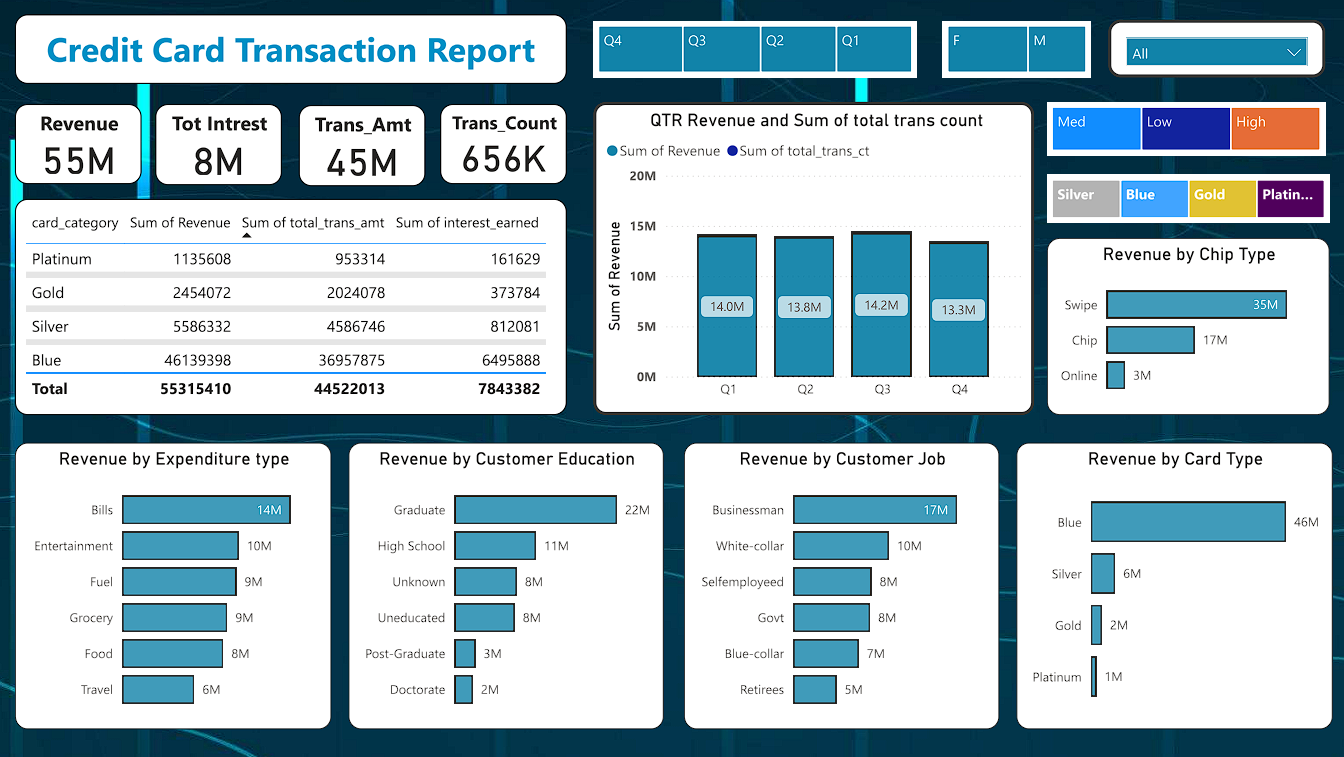 Credit Card Transaction Report
Q4 Q3 Q2 Q1
F M
All
Revenue
55M
Tot Intrest
8M
Trans_Amt
45M
Trans_Count
656K
Med Low High
Silver Blue Gold Platin...
card_category Sum of Revenue Sum of total_trans_amt Sum of interest_earned
Platinum 1135608 953314 161629
Gold 2454072 2024078 373784
Silver 5586332 4586746 812081
Blue 46139398 36957875 6495888
Total 55315410 44522013 7843382
QTR Revenue and Sum of total trans count
Sum of Revenue Sum of total_trans_ct
Sum of Revenue
20M
15M
10M
5M
0M
14.0M 13.8M 14.2M 13.3M
Q1 Q2 Q3 Q4
Revenue by Chip Type
Swipe 35M
Chip 17M
Online 3M
Revenue by Expenditure type
Bills 14M
Entertainment 10M
Fuel 9M
Grocery 9M
Food 8M
Travel 6M
Revenue by Customer Education
Graduate 22M
High School 11M
Unknown 8M
Uneducated 8M
Post-Graduate 3M
Doctorate 2M
Revenue by Customer Job
Businessman 17M
White-collar 10M
Selfemployeed 8M
Govt 8M
Blue-collar 7M
Retirees 5M
Revenue by Card Type
Blue 46M
Silver 6M
Gold 2M
Platinum 1M